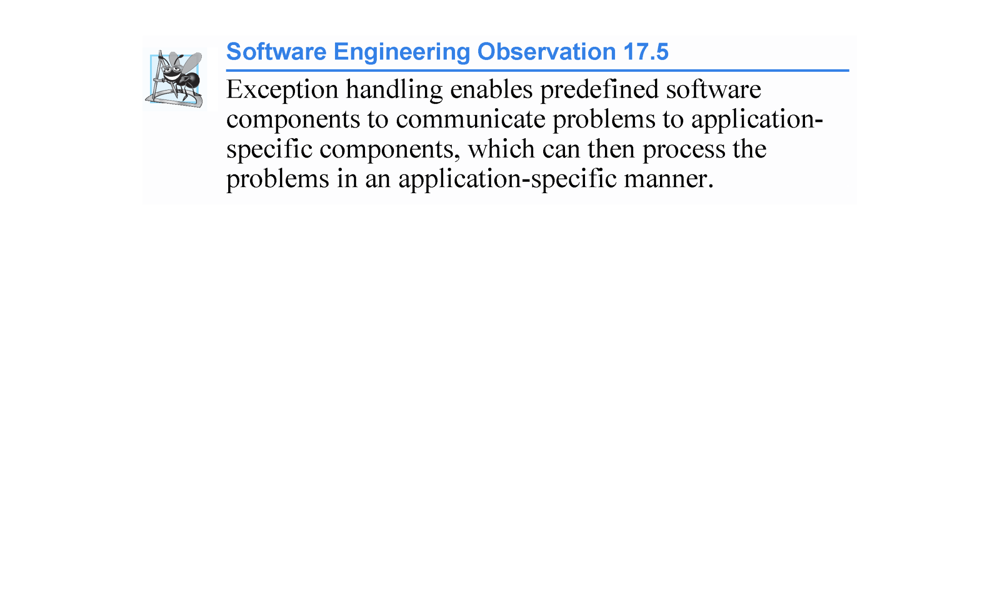 Software Engineering Observation 17.5
Exception handling enables predefined software
components to communicate problems to application-
specific components, which can then process the
problems in an application-specific manner.